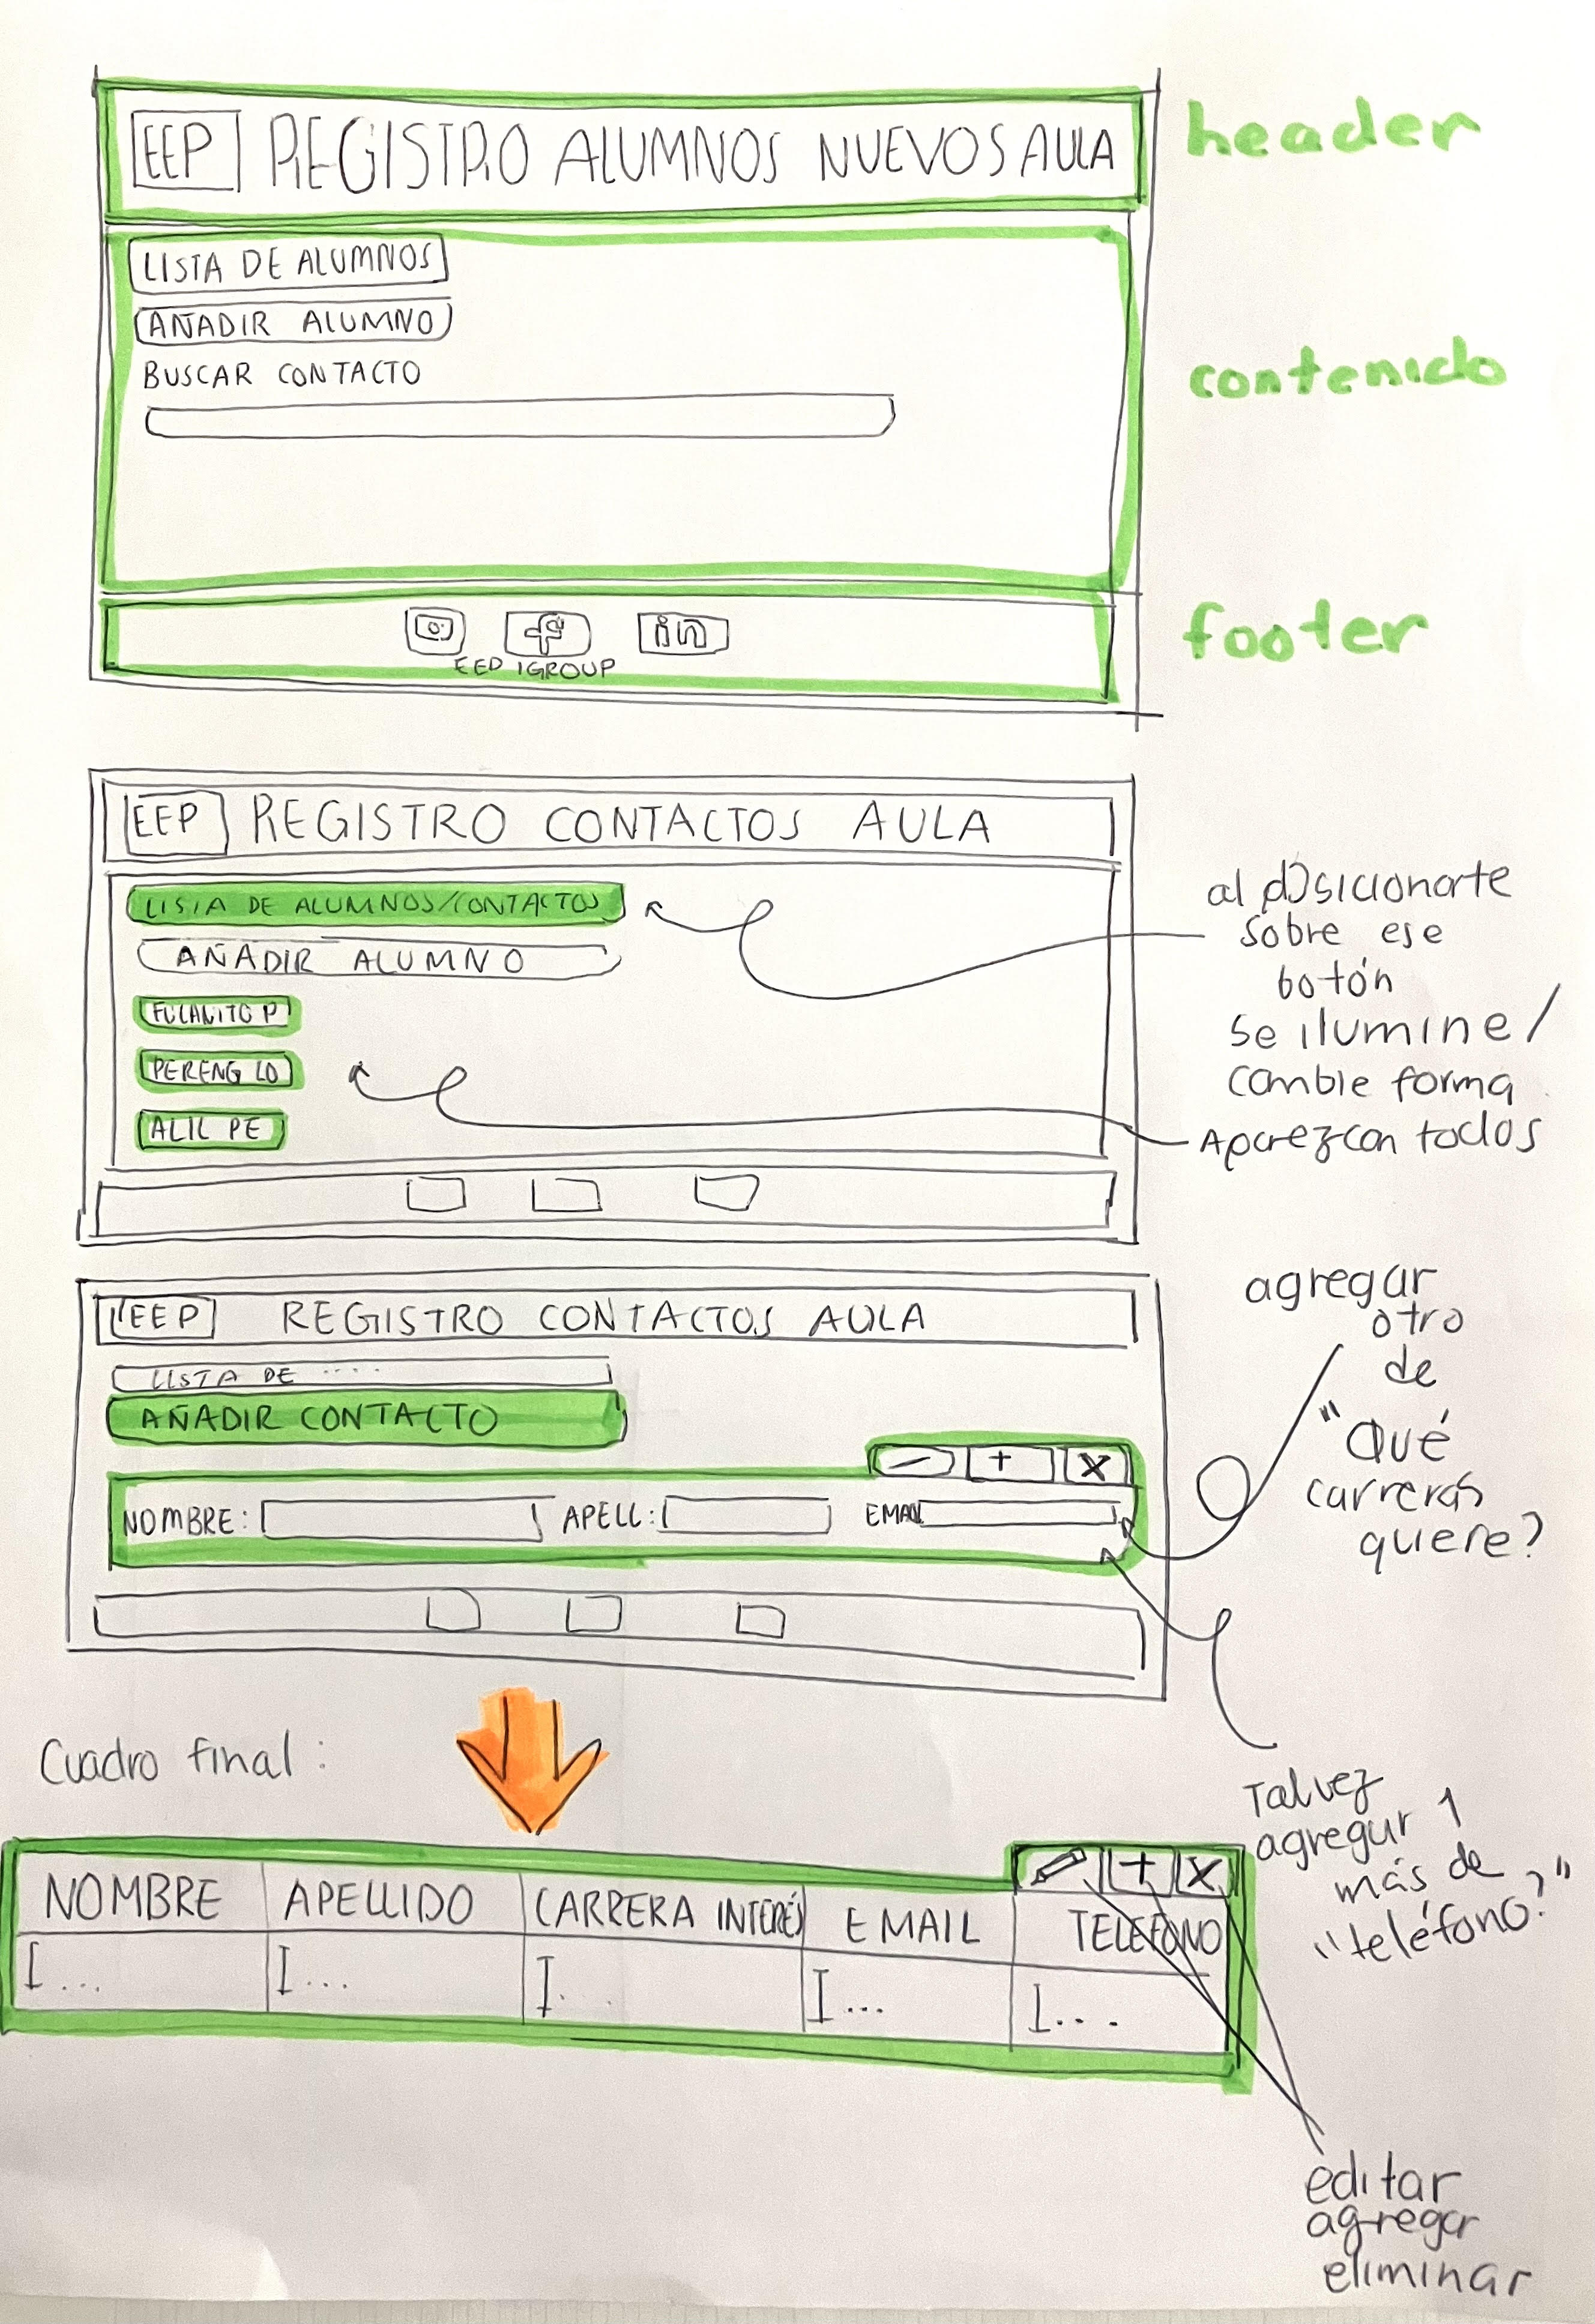 EEP REGISTRO ALUMNOS NUEVOS AULA
header
LISTA DE ALUMNOS
AÑADIR ALUMNO
BUSCAR CONTACTO
contenido
f in
EED IGROUP
footer
EEP REGISTRO CONTACTOS AULA
LISTA DE ALUMNOS/CONTACTOS
AÑADIR ALUMNO
FULANITO P
PERENG LO
ALIL PE
al posicionarte
sobre ese
botón
se ilumine/
cambie forma
Aparezcan todos
EEP REGISTRO CONTACTOS AULA
LISTA DE ....
AÑADIR CONTACTO
- + X
NOMBRE: APELL: EMAIL
agregar
otro
de
"Qué
carreras
quiere?
Cuadro final:
Talvez
agregar 1
más de
"teléfono?"
+ X
NOMBRE APELLIDO CARRERA INTERÉS EMAIL TELEFONO
I... I... I... I... I...
editar
agregar
eliminar